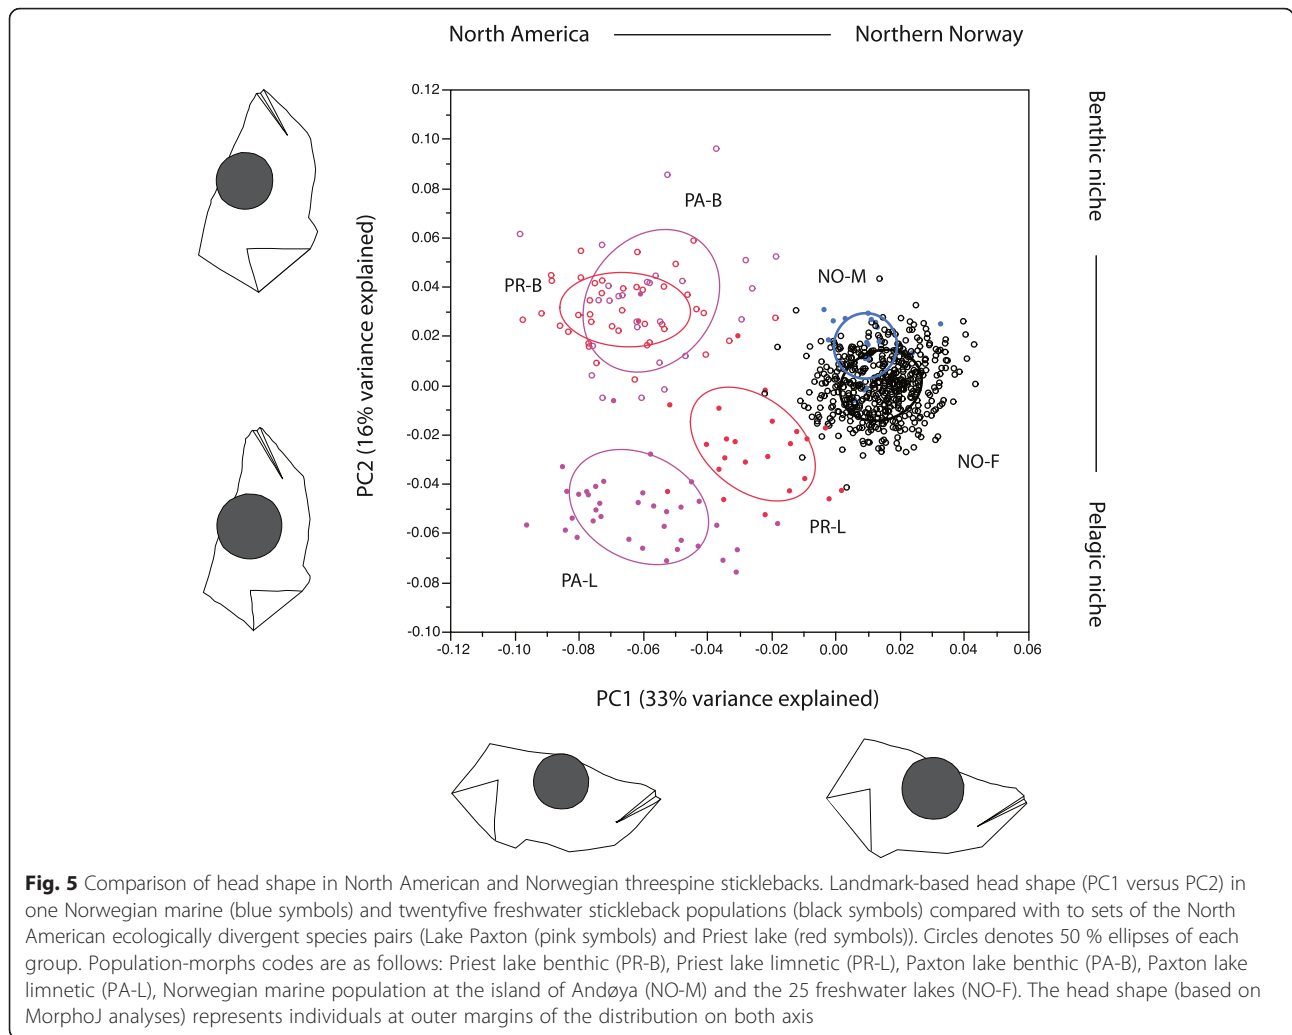 North America
Northern Norway
0.12
0.10
0.08
0.06
0.04
0.02
0.00
-0.02
-0.04
-0.06
-0.08
-0.10
PC2 (16% variance explained)
PA-B
PR-B
NO-M
NO-F
PR-L
PA-L
Benthic niche
Pelagic niche
-0.12 -0.10 -0.08 -0.06 -0.04 -0.02 0.00 0.02 0.04 0.06
PC1 (33% variance explained)
Fig. 5 Comparison of head shape in North American and Norwegian threespine sticklebacks. Landmark-based head shape (PC1 versus PC2) in
one Norwegian marine (blue symbols) and twentyfive freshwater stickleback populations (black symbols) compared with to sets of the North
American ecologically divergent species pairs (Lake Paxton (pink symbols) and Priest lake (red symbols)). Circles denotes 50 % ellipses of each
group. Population-morphs codes are as follows: Priest lake benthic (PR-B), Priest lake limnetic (PR-L), Paxton lake benthic (PA-B), Paxton lake
limnetic (PA-L), Norwegian marine population at the island of Andøya (NO-M) and the 25 freshwater lakes (NO-F). The head shape (based on
MorphoJ analyses) represents individuals at outer margins of the distribution on both axis